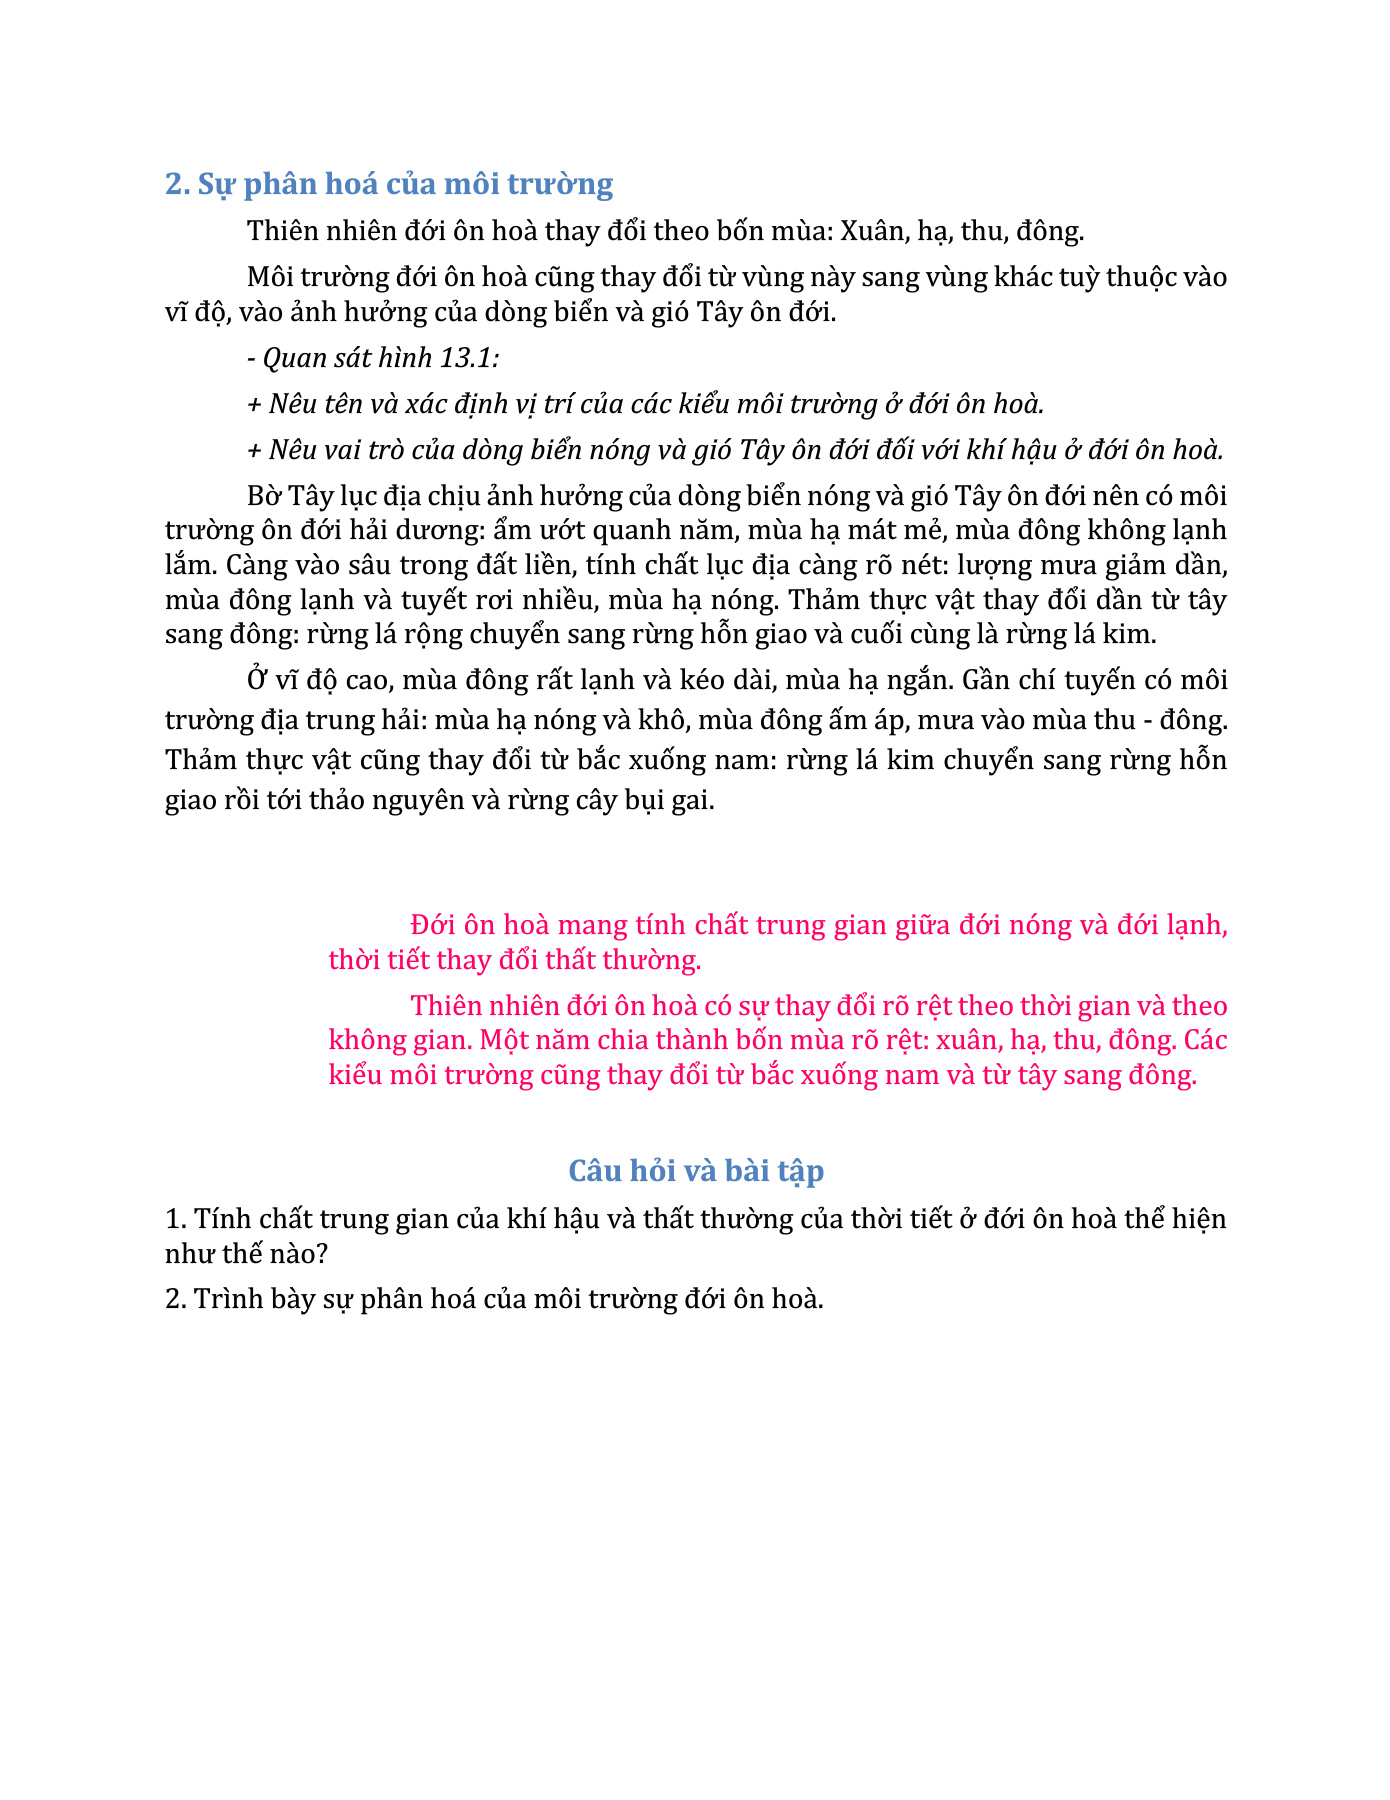 2. Sự phân hoá của môi trường
Thiên nhiên đới ôn hoà thay đổi theo bốn mùa: Xuân, hạ, thu, đông.
Môi trường đới ôn hoà cũng thay đổi từ vùng này sang vùng khác tuỳ thuộc vào
vĩ độ, vào ảnh hưởng của dòng biển và gió Tây ôn đới.
- Quan sát hình 13.1:
+ Nêu tên và xác định vị trí của các kiểu môi trường ở đới ôn hoà.
+ Nêu vai trò của dòng biển nóng và gió Tây ôn đới đối với khí hậu ở đới ôn hoà.
Bờ Tây lục địa chịu ảnh hưởng của dòng biển nóng và gió Tây ôn đới nên có môi
trường ôn đới hải dương: ẩm ướt quanh năm, mùa hạ mát mẻ, mùa đông không lạnh
lắm. Càng vào sâu trong đất liền, tính chất lục địa càng rõ nét: lượng mưa giảm dần,
mùa đông lạnh và tuyết rơi nhiều, mùa hạ nóng. Thảm thực vật thay đổi dần từ tây
sang đông: rừng lá rộng chuyển sang rừng hỗn giao và cuối cùng là rừng lá kim.
Ở vĩ độ cao, mùa đông rất lạnh và kéo dài, mùa hạ ngắn. Gần chí tuyến có môi
trường địa trung hải: mùa hạ nóng và khô, mùa đông ấm áp, mưa vào mùa thu - đông.
Thảm thực vật cũng thay đổi từ bắc xuống nam: rừng lá kim chuyển sang rừng hỗn
giao rồi tới thảo nguyên và rừng cây bụi gai.
Đới ôn hoà mang tính chất trung gian giữa đới nóng và đới lạnh,
thời tiết thay đổi thất thường.
Thiên nhiên đới ôn hoà có sự thay đổi rõ rệt theo thời gian và theo
không gian. Một năm chia thành bốn mùa rõ rệt: xuân, hạ, thu, đông. Các
kiểu môi trường cũng thay đổi từ bắc xuống nam và từ tây sang đông.
Câu hỏi và bài tập
1. Tính chất trung gian của khí hậu và thất thường của thời tiết ở đới ôn hoà thể hiện
như thế nào?
2. Trình bày sự phân hoá của môi trường đới ôn hoà.